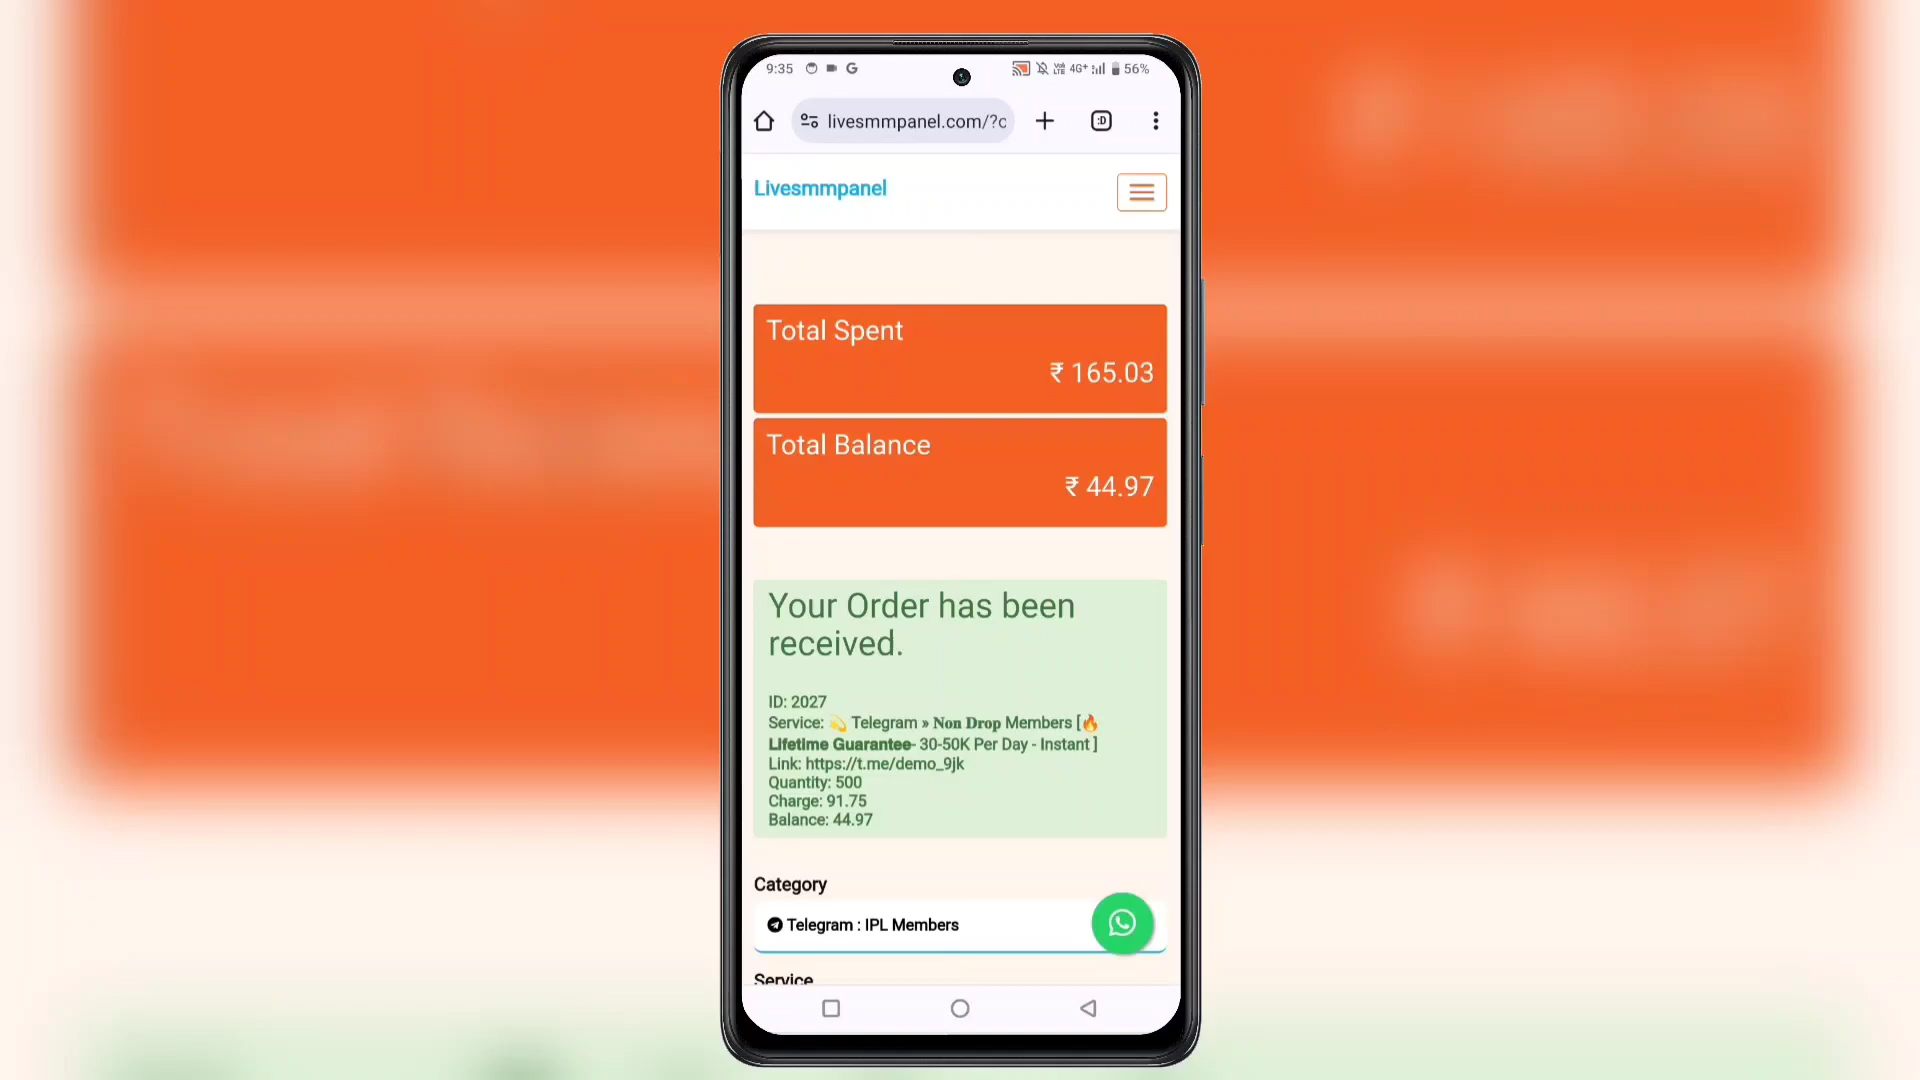 9:35
4G+
56%
livesmmpanel.com/?c
:D
Livesmmpanel
Total Spent
₹ 165.03
Total Balance
₹ 44.97
Your Order has been
received.
ID: 2027
Service: 💫 Telegram » 𝐍𝐨𝐧 𝐃𝐫𝐨𝐩 Members [🔥
𝗟𝗶𝗳𝗲𝘁𝗶𝗺𝗲 𝗚𝘂𝗮𝗿𝗮𝗻𝘁𝗲𝗲- 30-50K Per Day - Instant ]
Link: https://t.me/demo_9jk
Quantity: 500
Charge: 91.75
Balance: 44.97
Category
Telegram : IPL Members
Service